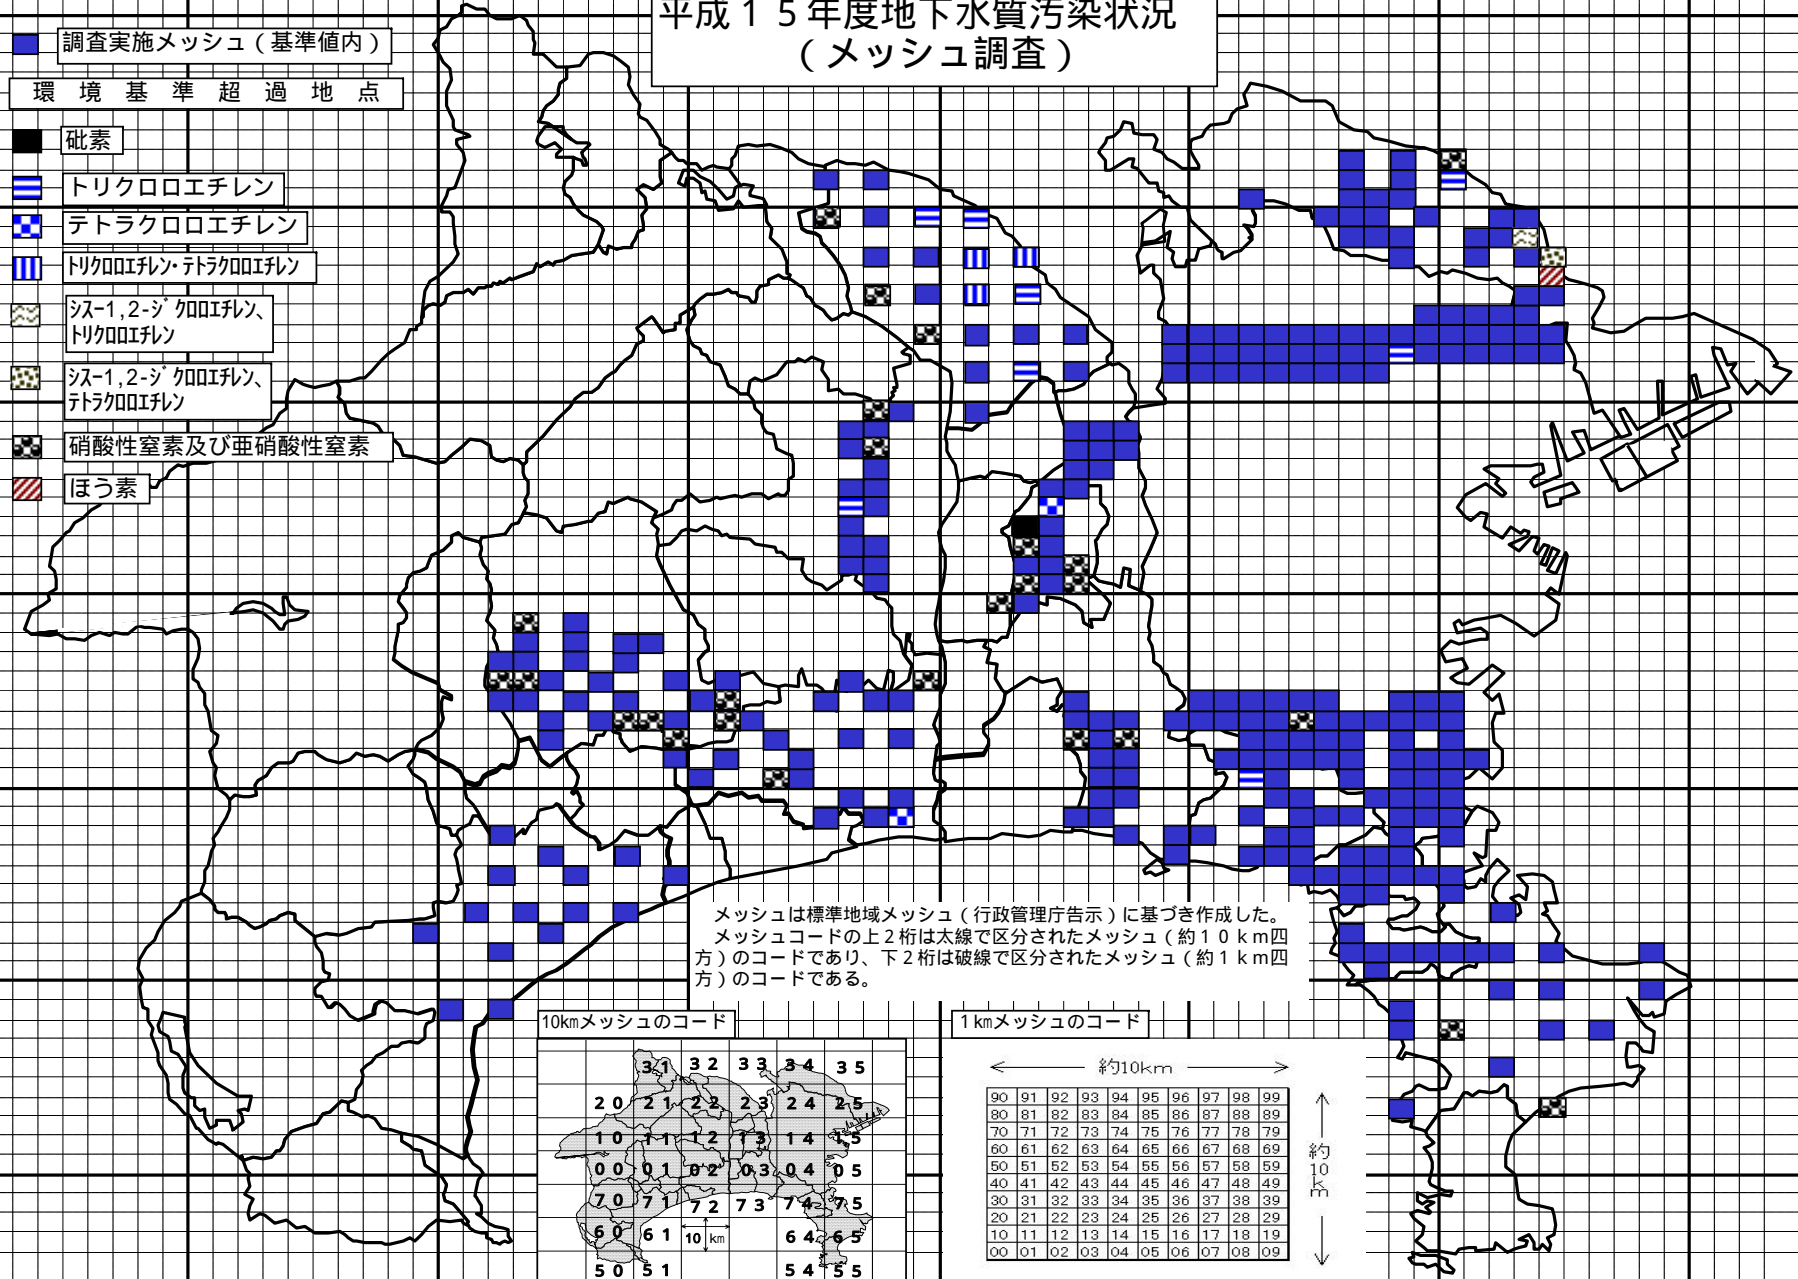 平成１５年度地下水質汚染状況
（メッシュ調査）
調査実施メッシュ（基準値内）
環境基準超過地点
砒素
トリクロロエチレン
テトラクロロエチレン
ﾄﾘｸﾛﾛｴﾁﾚﾝ･ﾃﾄﾗｸﾛﾛｴﾁﾚﾝ
ｼｽｰ1,2-ｼﾞｸﾛﾛｴﾁﾚﾝ、
ﾄﾘｸﾛﾛｴﾁﾚﾝ
ｼｽｰ1,2-ｼﾞｸﾛﾛｴﾁﾚﾝ、
ﾃﾄﾗｸﾛﾛｴﾁﾚﾝ
硝酸性窒素及び亜硝酸性窒素
ほう素
メッシュは標準地域メッシュ（行政管理庁告示）に基づき作成した。
メッシュコードの上２桁は太線で区分されたメッシュ（約１０ｋｍ四
方）のコードであり、下２桁は破線で区分されたメッシュ（約１ｋｍ四
方）のコードである。
10㎞メッシュのコード
31 32 33 34 35
20 21 22 23 24 25
10 11 12 13 14 15
00 01 02 03 04 05
70 71 72 73 74 75
60 61 10 km 64 65
50 51 54 55
1㎞メッシュのコード
約10km
90 91 92 93 94 95 96 97 98 99
80 81 82 83 84 85 86 87 88 89
70 71 72 73 74 75 76 77 78 79
60 61 62 63 64 65 66 67 68 69
50 51 52 53 54 55 56 57 58 59
40 41 42 43 44 45 46 47 48 49
30 31 32 33 34 35 36 37 38 39
20 21 22 23 24 25 26 27 28 29
10 11 12 13 14 15 16 17 18 19
00 01 02 03 04 05 06 07 08 09
約10km